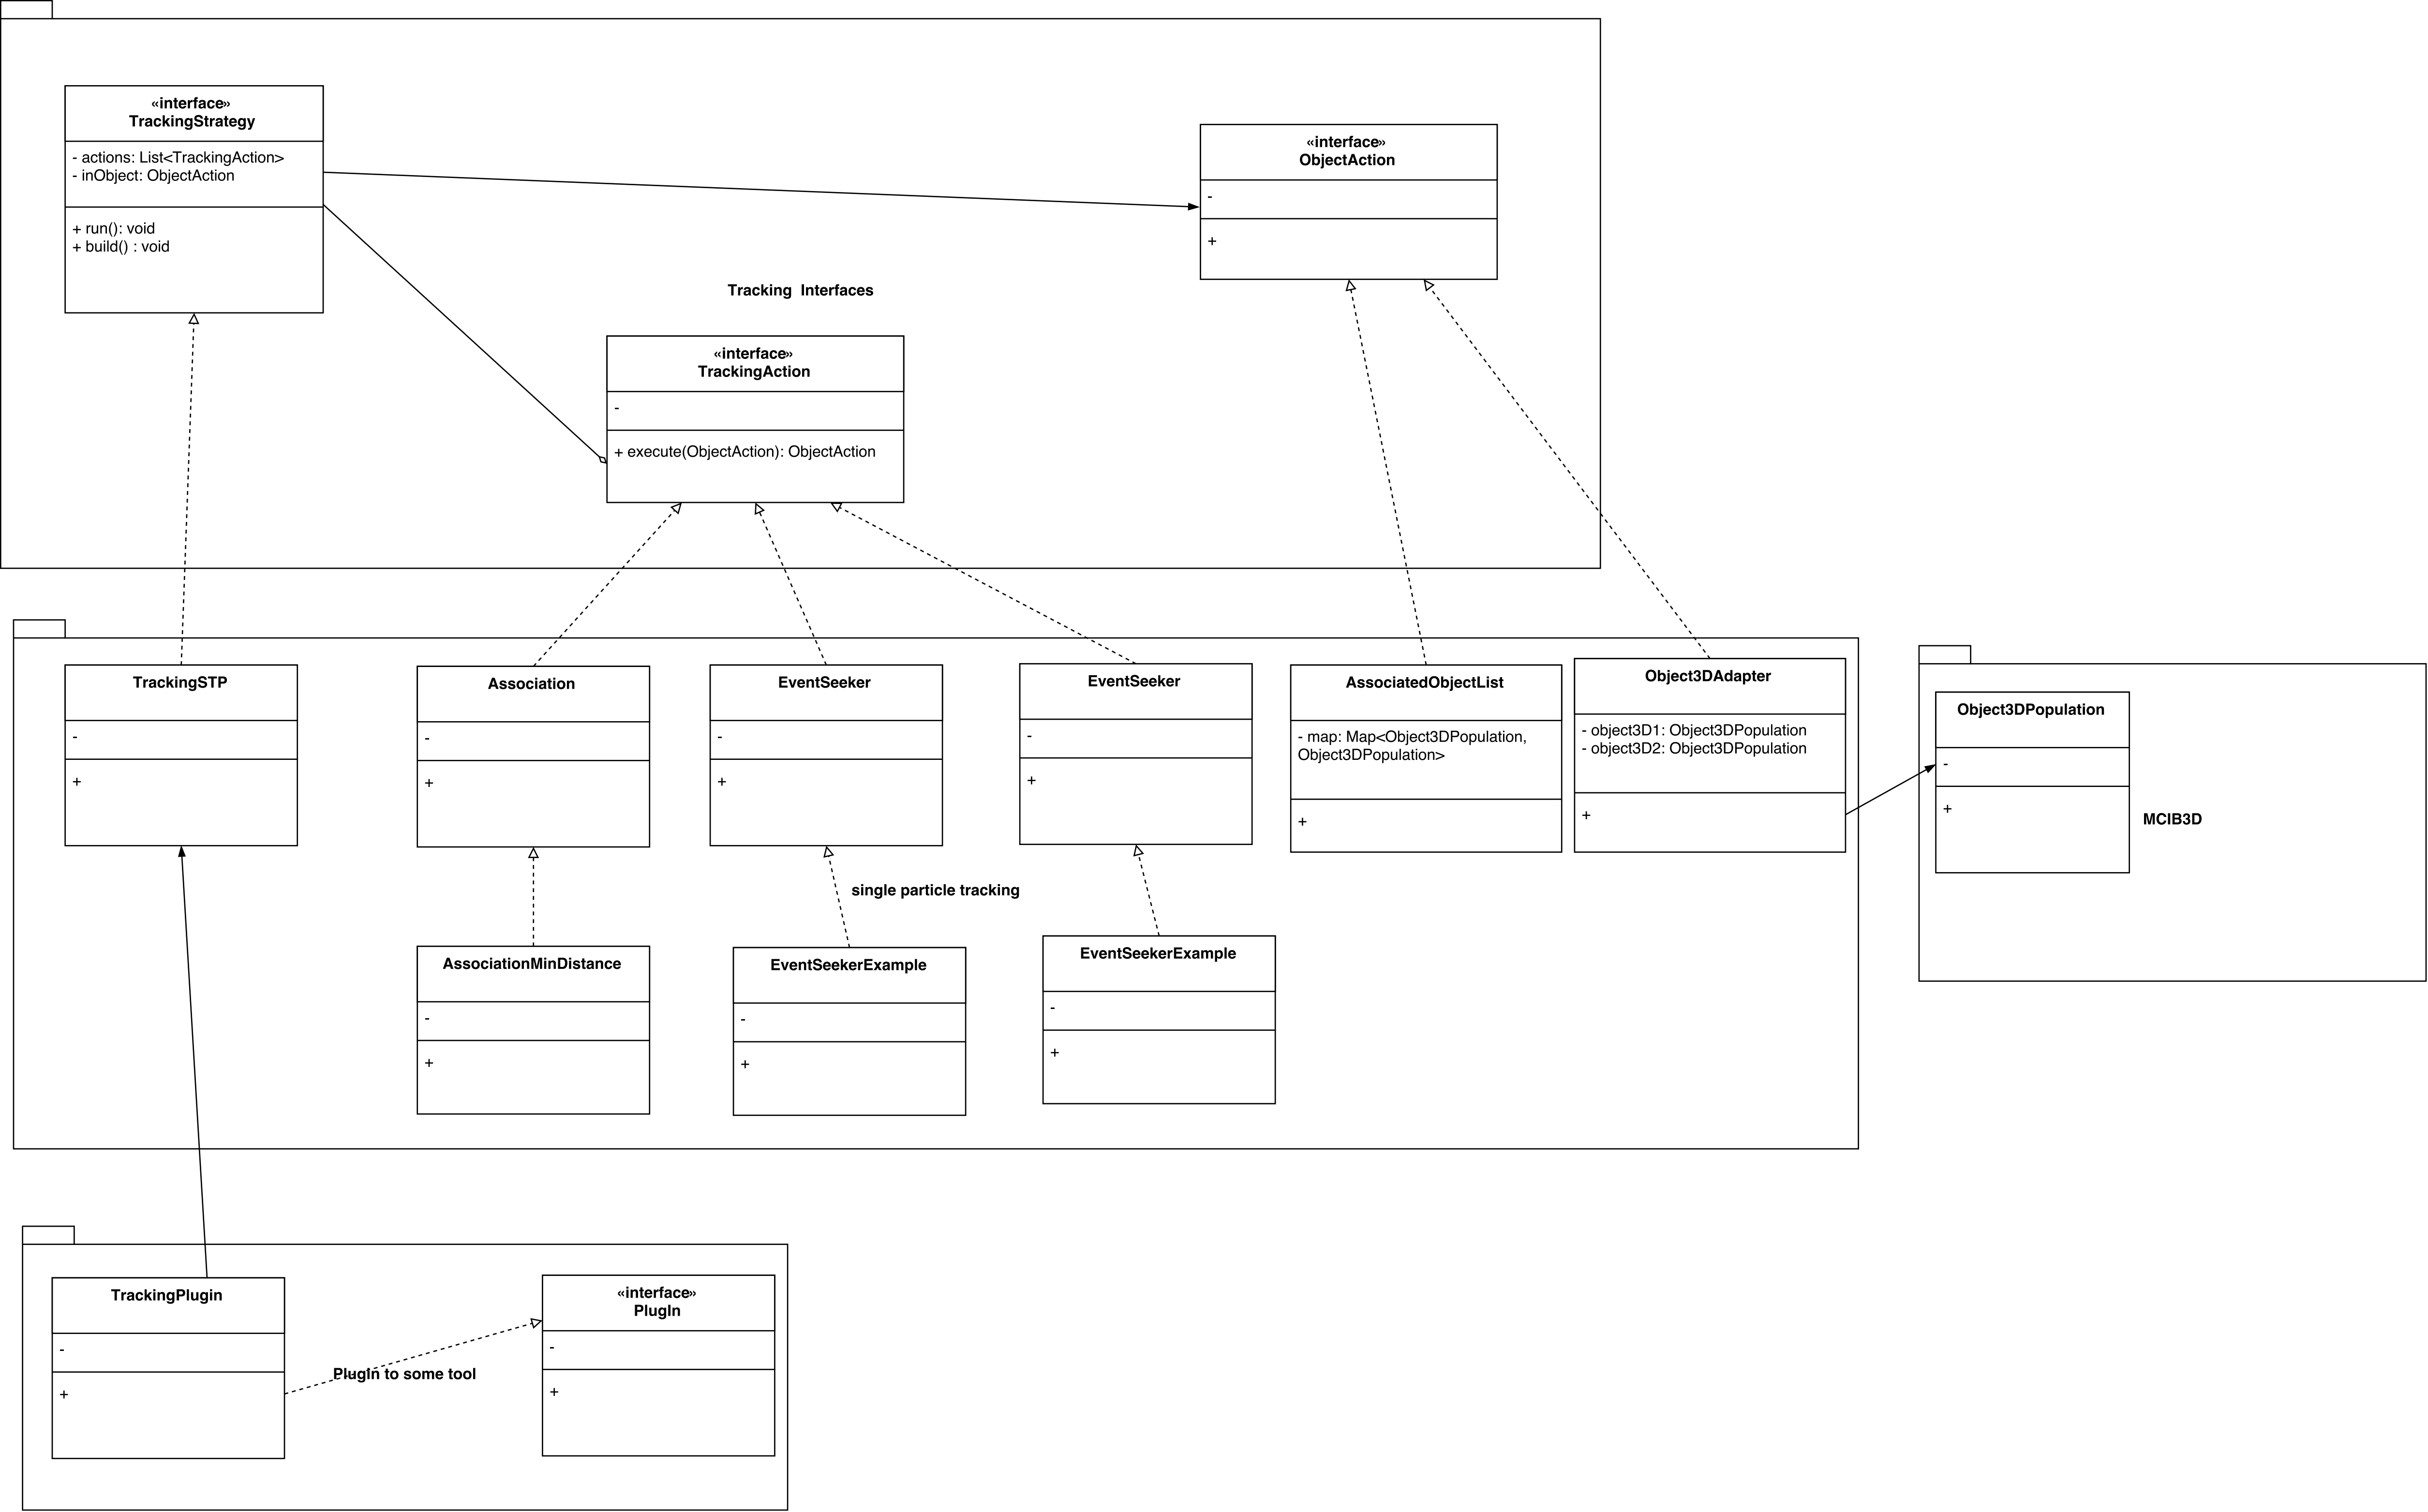 «interface»
TrackingStrategy
- actions: List<TrackingAction>
- inObject: ObjectAction
+ run(): void
+ build() : void
«interface»
ObjectAction
-
+
Tracking  Interfaces
«interface»
TrackingAction
-
+ execute(ObjectAction): ObjectAction
TrackingSTP
-
+
Association
-
+
EventSeeker
-
+
EventSeeker
-
+
AssociatedObjectList
- map: Map<Object3DPopulation,
Object3DPopulation>
+
Object3DAdapter
- object3D1: Object3DPopulation
- object3D2: Object3DPopulation
+
Object3DPopulation
-
+
MCIB3D
single particle tracking
AssociationMinDistance
-
+
EventSeekerExample
-
+
EventSeekerExample
-
+
TrackingPlugin
-
+
PlugIn to some tool
«interface»
PlugIn
-
+